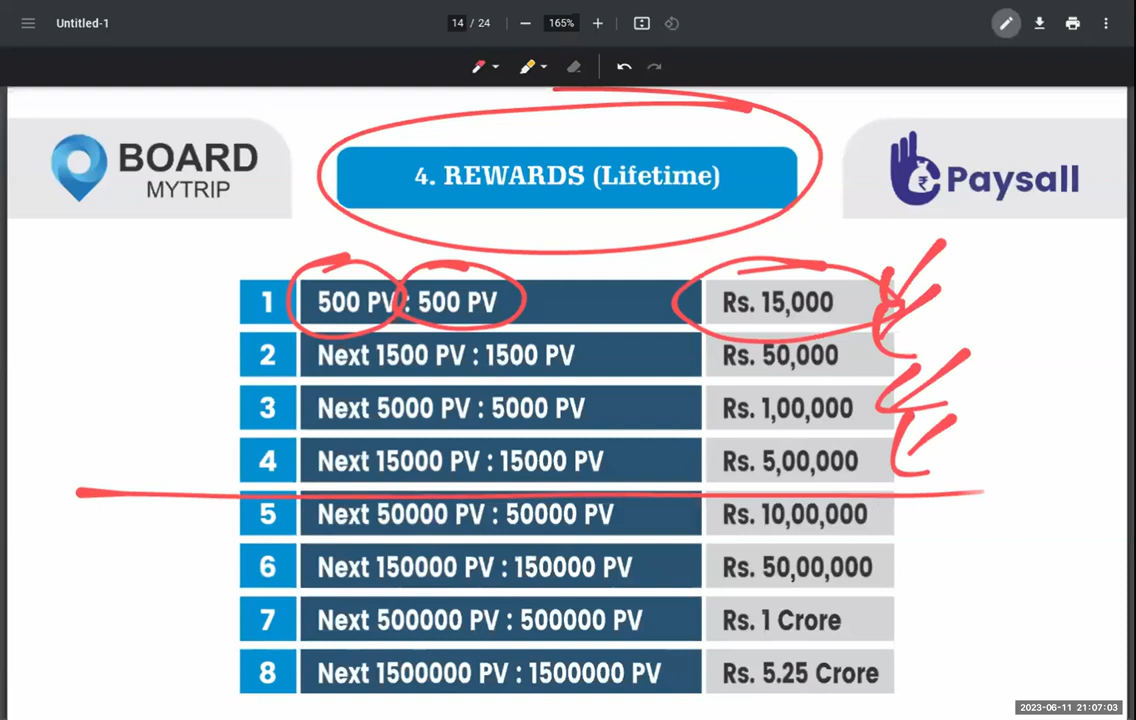 Untitled-1
14 / 24
165%
BOARD
MYTRIP
4. REWARDS (Lifetime)
₹
Paysall
1 500 PV : 500 PV Rs. 15,000
2 Next 1500 PV : 1500 PV Rs. 50,000
3 Next 5000 PV : 5000 PV Rs. 1,00,000
4 Next 15000 PV : 15000 PV Rs. 5,00,000
5 Next 50000 PV : 50000 PV Rs. 10,00,000
6 Next 150000 PV : 150000 PV Rs. 50,00,000
7 Next 500000 PV : 500000 PV Rs. 1 Crore
8 Next 1500000 PV : 1500000 PV Rs. 5.25 Crore
2023-06-11 21:07:03